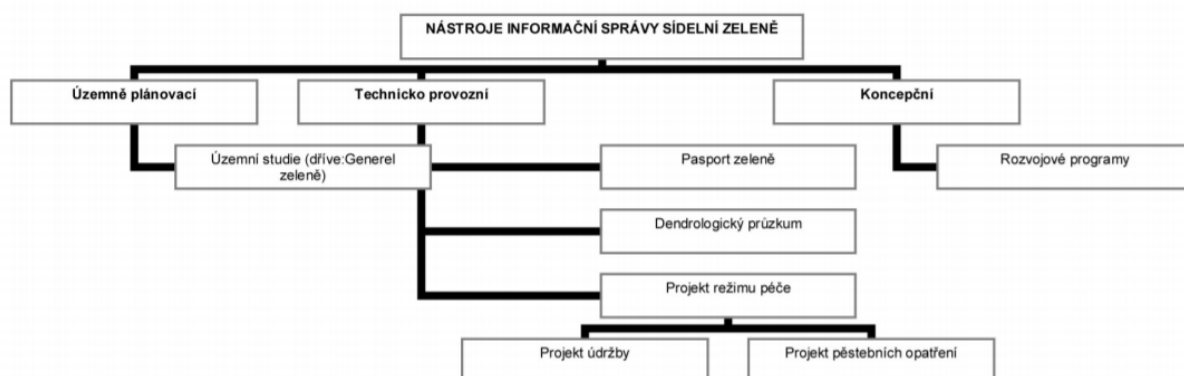 NÁSTROJE INFORMAČNÍ SPRÁVY SÍDELNÍ ZELENĚ
Územně plánovací
Technicko provozní
Koncepční
Územní studie (dříve:Generel
zeleně)
Pasport zeleně
Rozvojové programy
Dendrologický průzkum
Projekt režimu péče
Projekt údržby
Projekt pěstebních opatření